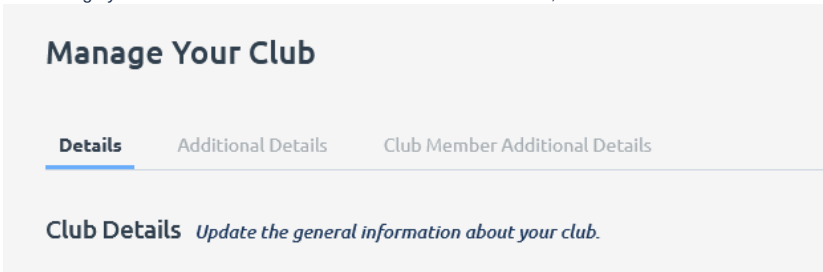 Manage Your Club
Details Additional Details Club Member Additional Details
Club Details Update the general information about your club.